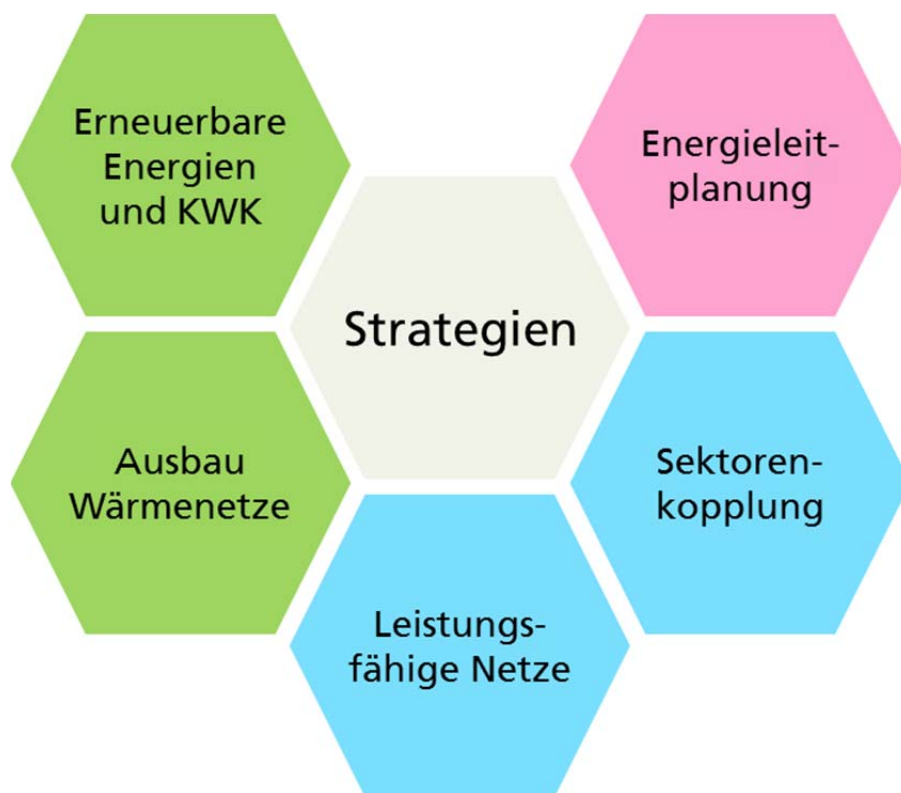 Erneuerbare
Energien
und KWK
Energieleit-
planung
Strategien
Ausbau
Wärmenetze
Sektoren-
kopplung
Leistungs-
fähige Netze